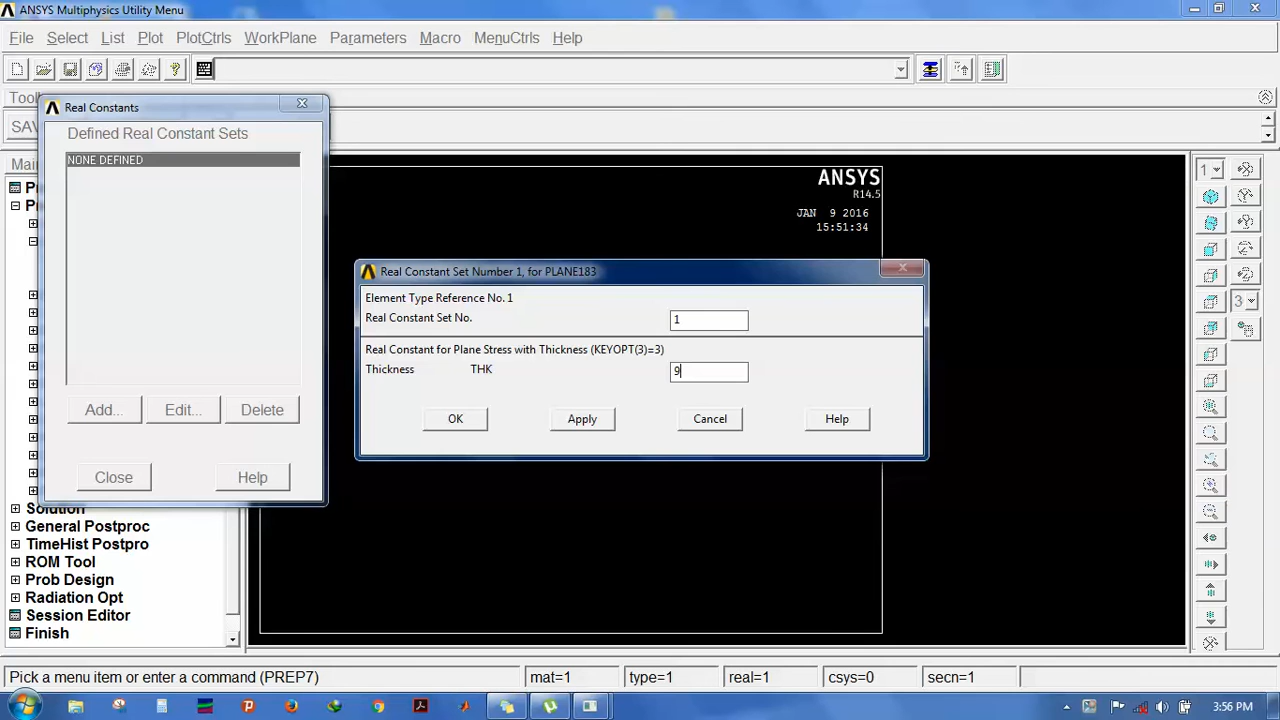 ANSYS Multiphysics Utility Menu
File Select List Plot PlotCtrls WorkPlane Parameters Macro MenuCtrls Help
Real Constants
Defined Real Constant Sets
NONE DEFINED
Add... Edit... Delete
Close Help
ANSYS
R14.5
JAN 9 2016
15:51:34
1
3
Real Constant Set Number 1, for PLANE183
Element Type Reference No. 1
Real Constant Set No. 1
Real Constant for Plane Stress with Thickness (KEYOPT(3)=3)
Thickness THK 9
OK Apply Cancel Help
Solution
General Postproc
TimeHist Postpro
ROM Tool
Prob Design
Radiation Opt
Session Editor
Finish
Pick a menu item or enter a command (PREP7) mat=1 type=1 real=1 csys=0 secn=1
3:56 PM